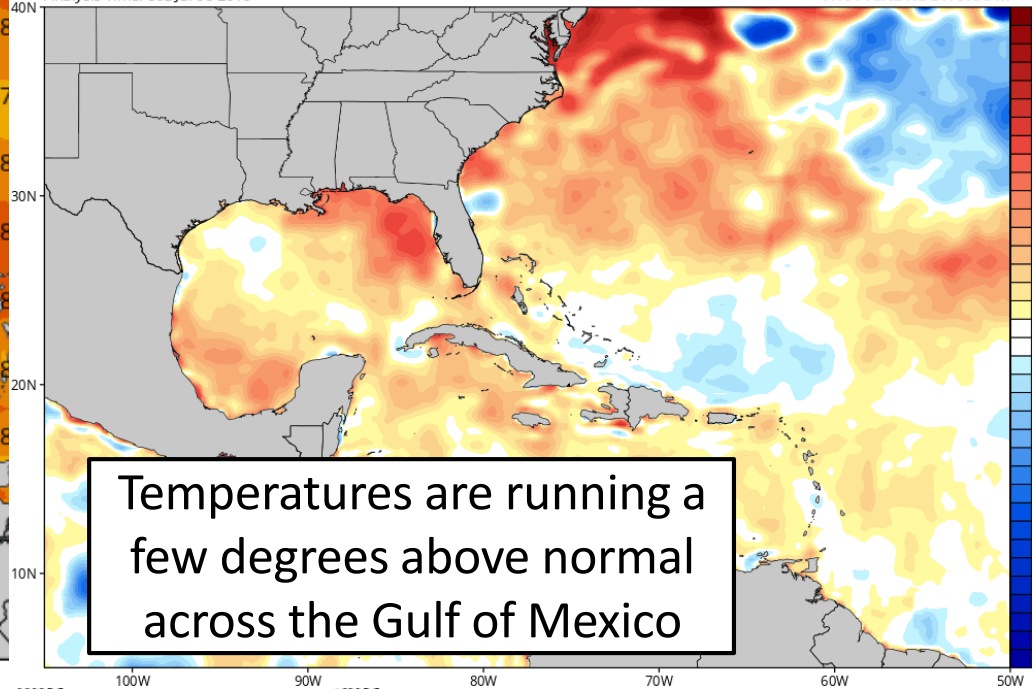 40N
30N
20N
10N
100W
90W
80W
70W
60W
50W
Temperatures are running a
few degrees above normal
across the Gulf of Mexico